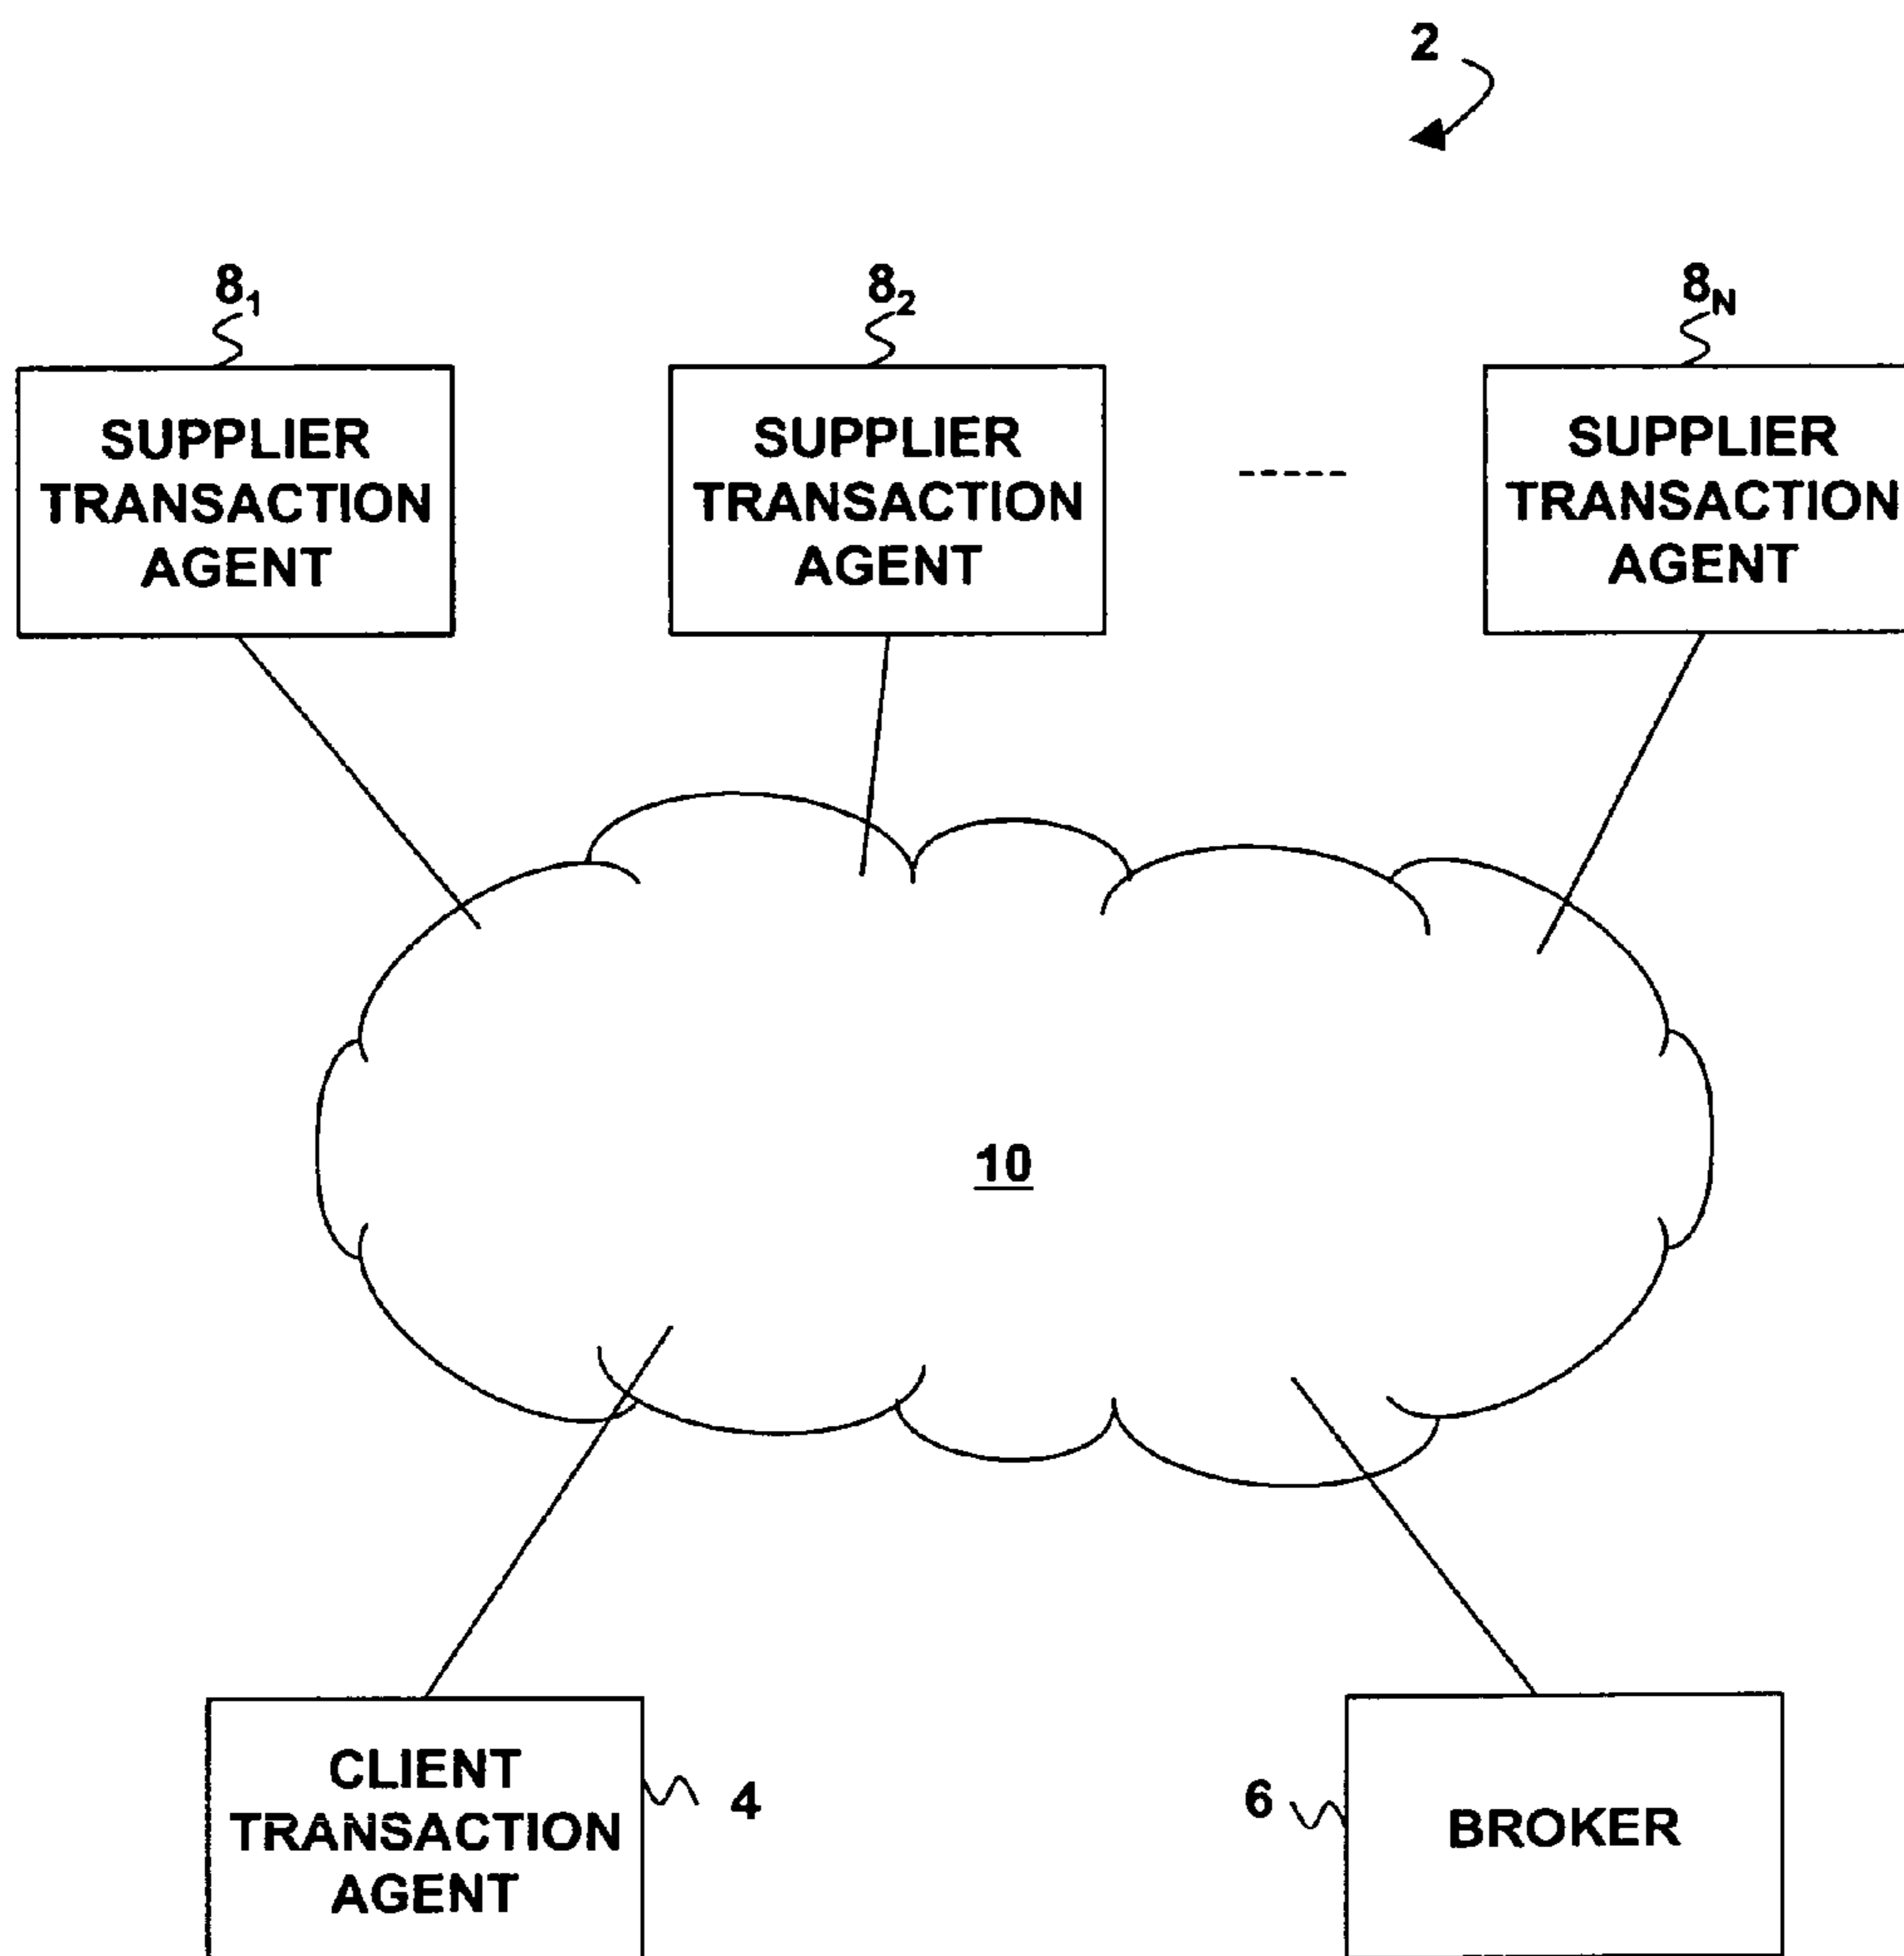 2
8₁
8₂
8N
SUPPLIER
TRANSACTION
AGENT
SUPPLIER
TRANSACTION
AGENT
-----
SUPPLIER
TRANSACTION
AGENT
10
CLIENT
TRANSACTION
AGENT
4
6
BROKER